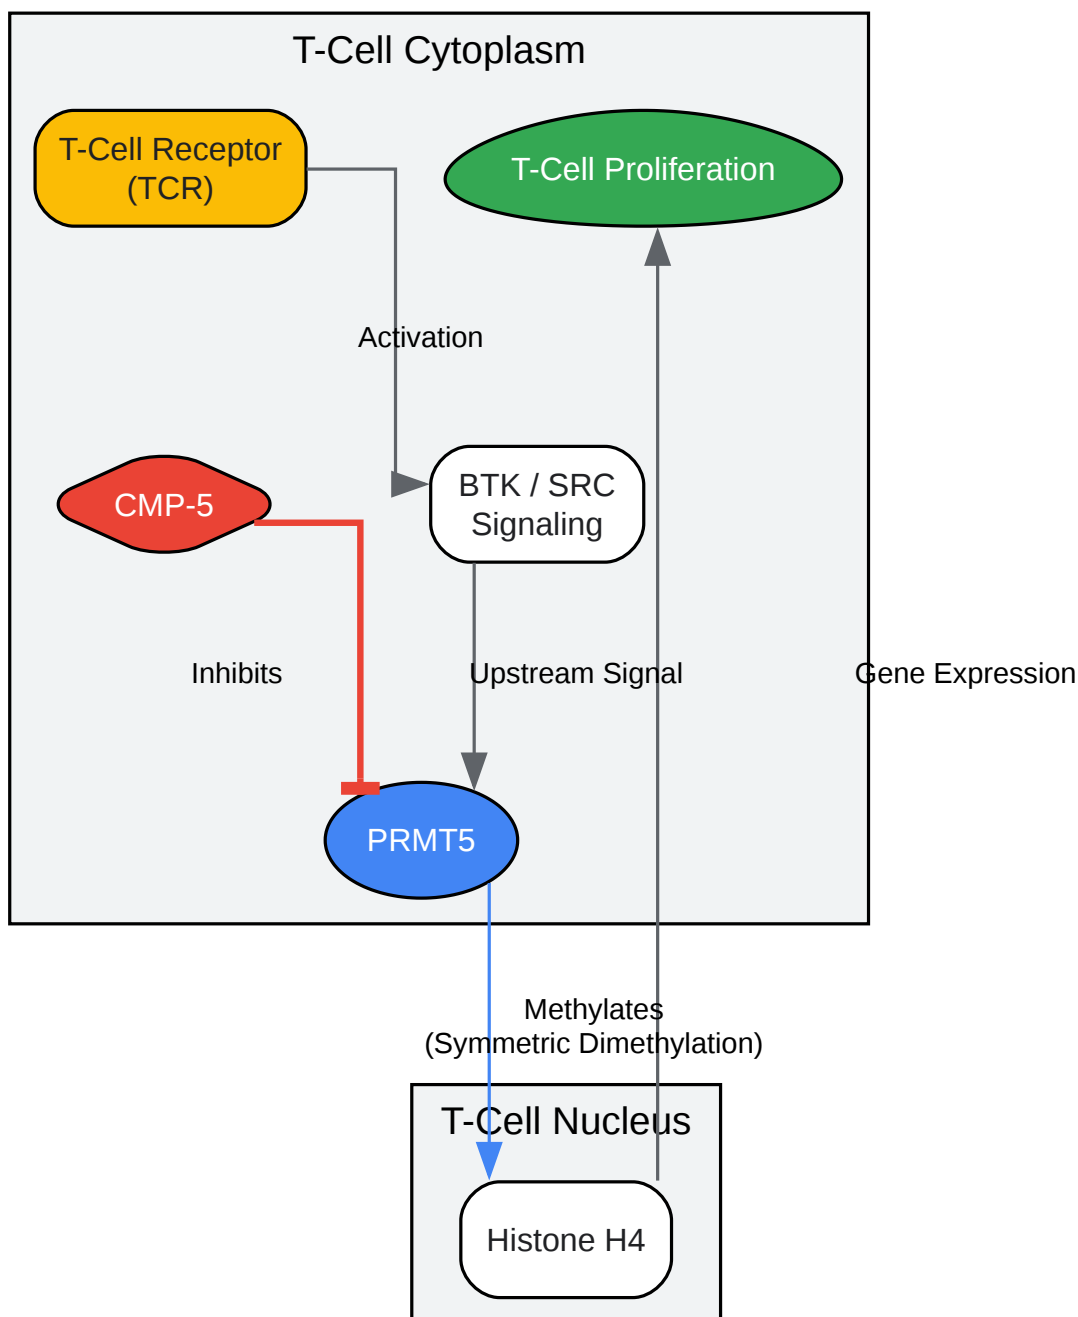 T-Cell Cytoplasm
T-Cell Receptor
(TCR)
T-Cell Proliferation
Activation
CMP-5
BTK / SRC
Signaling
Inhibits
Upstream Signal
Gene Expression
PRMT5
Methylates
(Symmetric Dimethylation)
T-Cell Nucleus
Histone H4